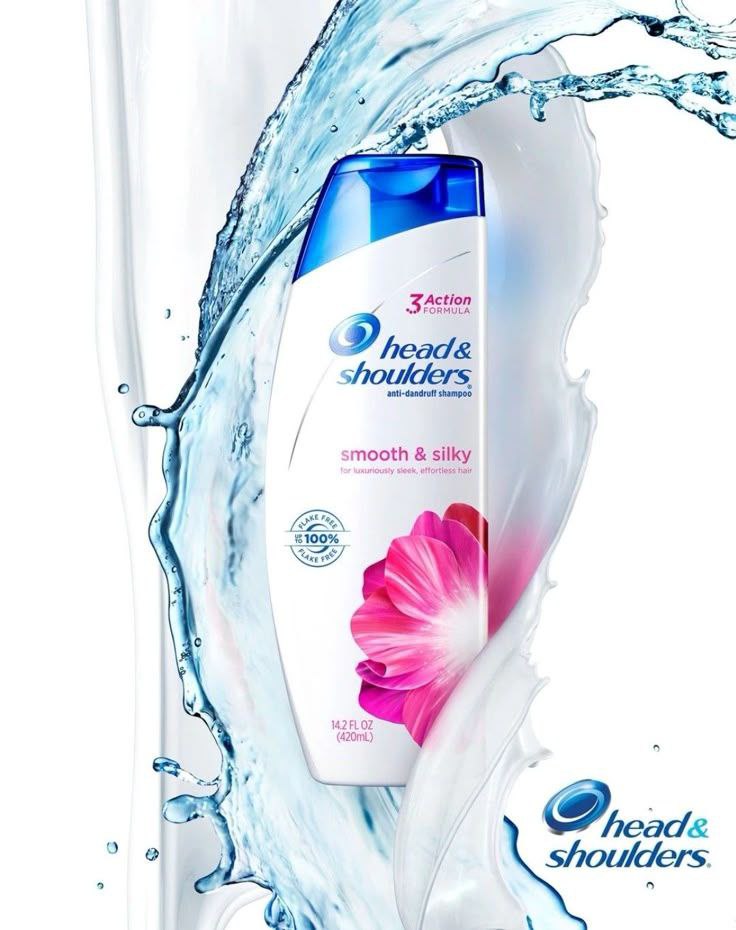 3 Action
FORMULA
head &
shoulders®
anti-dandruff shampoo
smooth & silky
for luxuriously sleek, effortless hair
FLAKE FREE
UP TO 100%
FLAKE FREE
14.2 FL OZ
(420mL)
head &
shoulders®